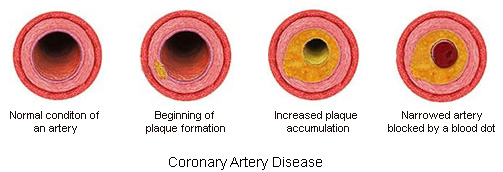 Normal conditon of
an artery
Beginning of
plaque formation
Increased plaque
accumulation
Narrowed artery
blocked by a blood dot
Coronary Artery Disease